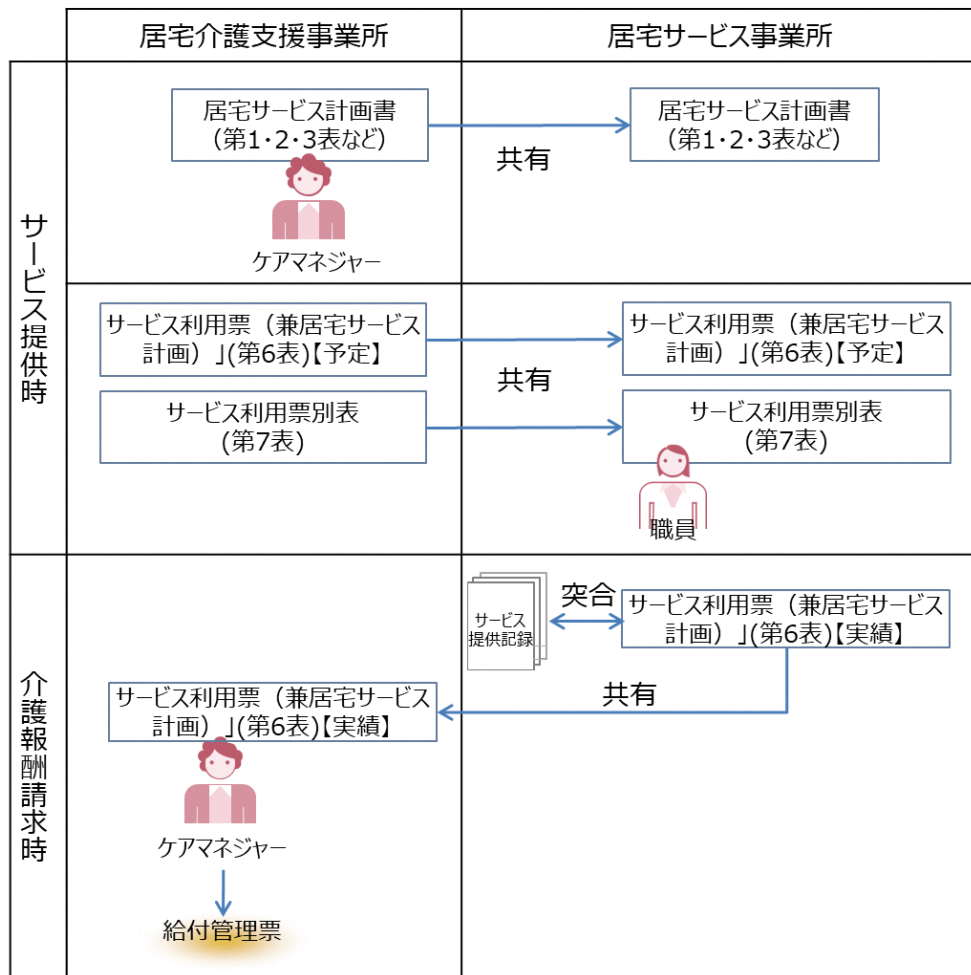 居宅介護支援事業所
居宅サービス事業所
サービス提供時
居宅サービス計画書
(第1・2・3表など)
共有
居宅サービス計画書
(第1・2・3表など)
ケアマネジャー
サービス利用票（兼居宅サービス
計画）」(第6表)【予定】
共有
サービス利用票（兼居宅サービス
計画）」(第6表)【予定】
サービス利用票別表
(第7表)
サービス利用票別表
(第7表)
職員
介護報酬請求時
サービス
提供記録
突合
サービス利用票（兼居宅サービス
計画）」(第6表)【実績】
共有
サービス利用票（兼居宅サービス
計画）」(第6表)【実績】
ケアマネジャー
給付管理票